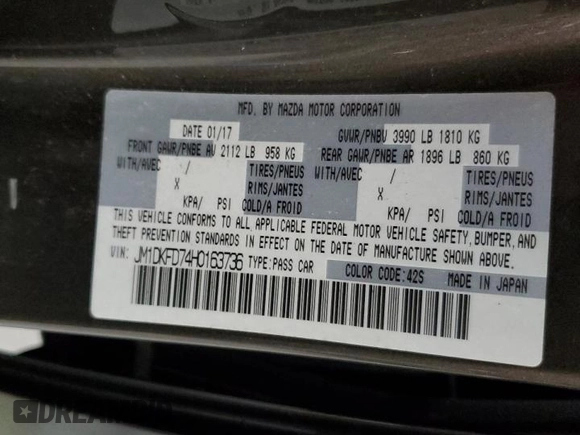 MFD. BY MAZDA MOTOR CORPORATION
DATE 01/17 GVWR/PNBV 3990 LB 1810 KG
FRONT GAWR/PNBE AV 2112 LB 958 KG REAR GAWR/PNBE AR 1896 LB 860 KG
WITH/AVEC / TIRES/PNEUS WITH/AVEC / TIRES/PNEUS
X RIMS/JANTES X RIMS/JANTES
KPA/ PSI COLD/A FROID KPA/ PSI COLD/A FROID
THIS VEHICLE CONFORMS TO ALL APPLICABLE FEDERAL MOTOR VEHICLE SAFETY, BUMPER, AND
THEFT PREVENTION STANDARDS IN EFFECT ON THE DATE OF MANUFACTURE SHOWN ABOVE.
VIN: JM1DKFD74H0163736 TYPE:PASS CAR COLOR CODE:42S MADE IN JAPAN